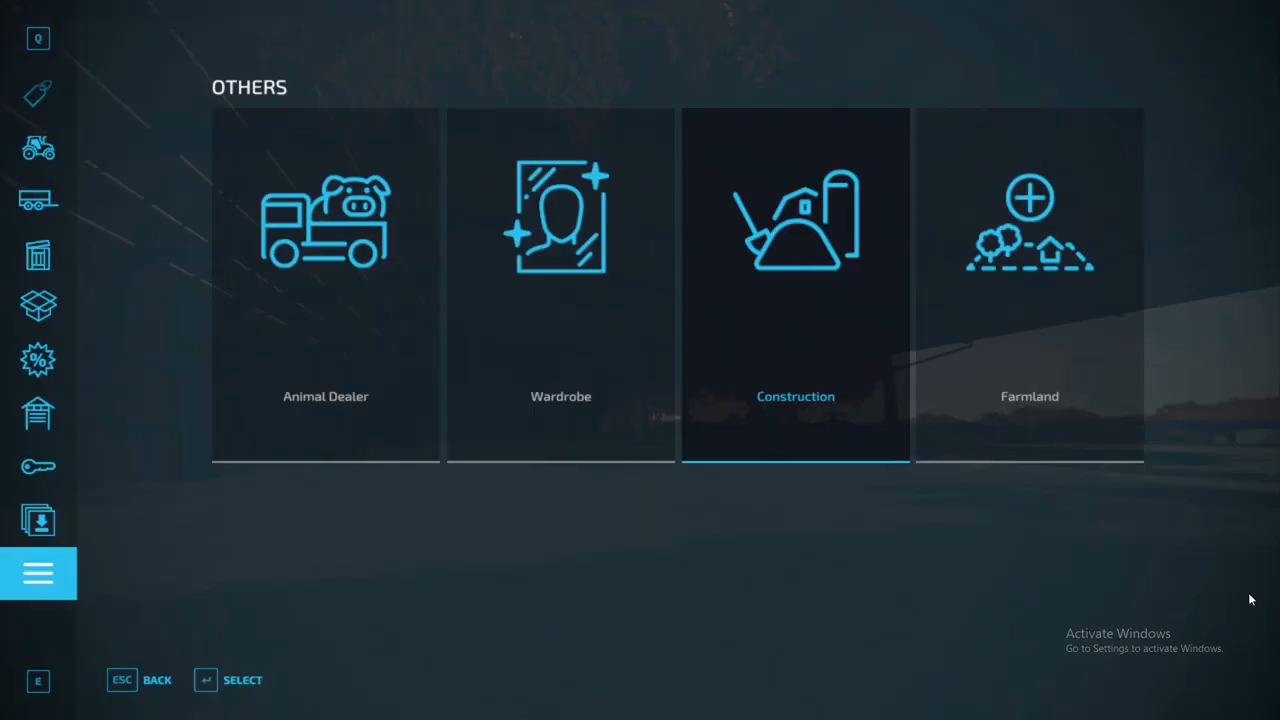 Q
OTHERS
%
Animal Dealer
Wardrobe
Construction
Farmland
Activate Windows
Go to Settings to activate Windows.
E
ESC BACK
↵ SELECT